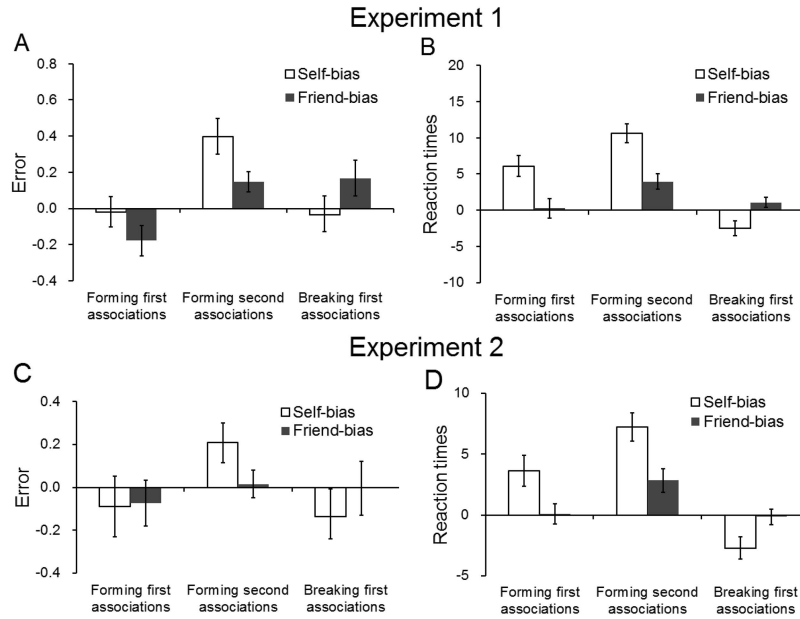 Experiment 1
A
0.8
0.6
0.4
0.2
0.0
-0.2
-0.4
Error
Self-bias
Friend-bias
Forming first
associations
Forming second
associations
Breaking first
associations
B
20
15
10
5
0
-5
-10
Reaction times
Self-bias
Friend-bias
Forming first
associations
Forming second
associations
Breaking first
associations
Experiment 2
C
0.4
0.2
0.0
-0.2
-0.4
Error
Self-bias
Friend-bias
Forming first
associations
Forming second
associations
Breaking first
associations
D
10
5
0
-5
Reaction times
Self-bias
Friend-bias
Forming first
associations
Forming second
associations
Breaking first
associations